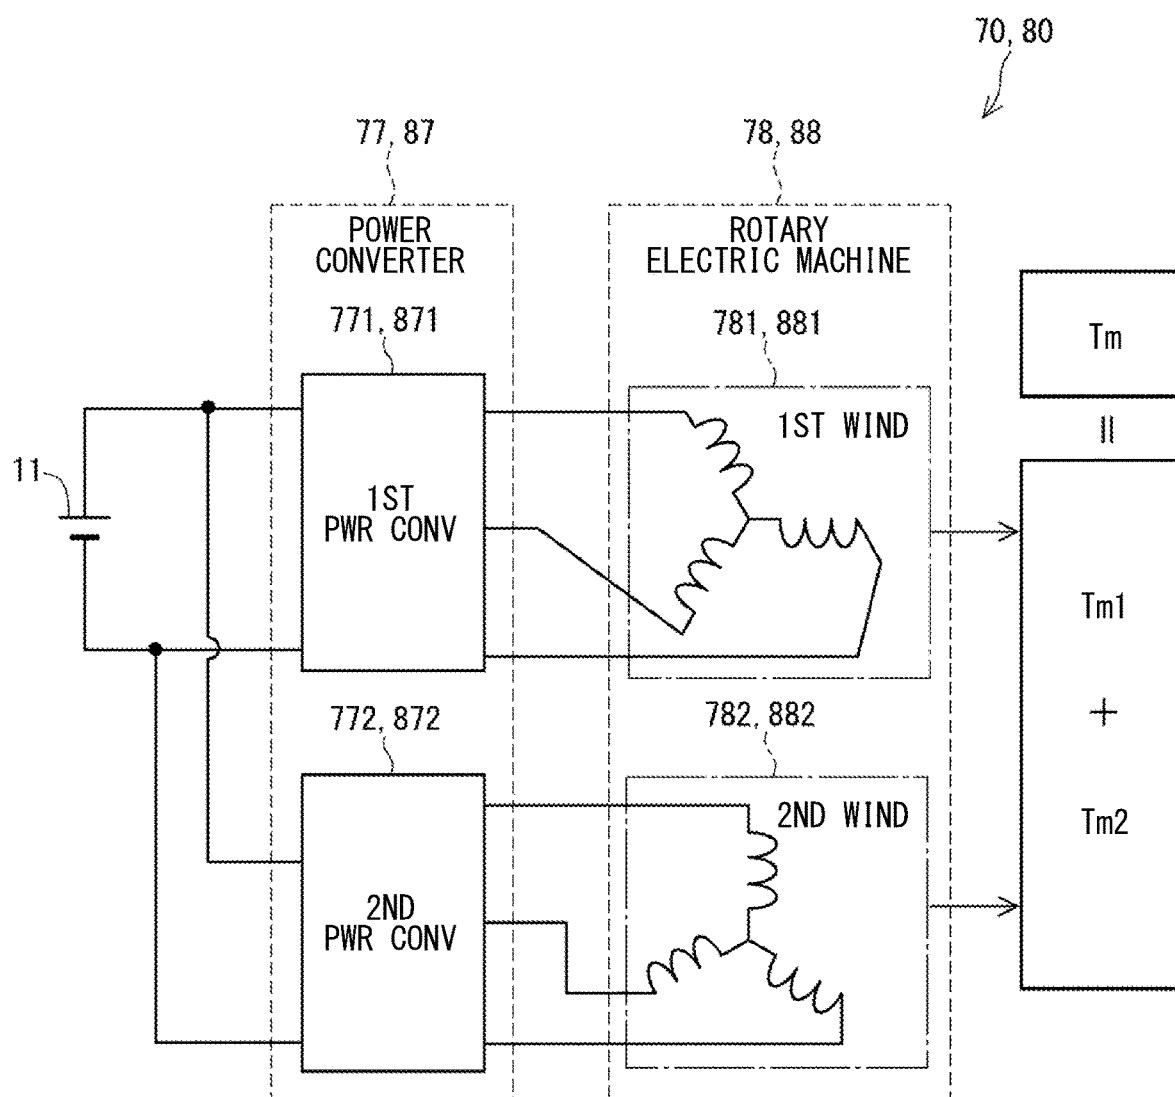 70, 80
77, 87
78, 88
POWER
CONVERTER
ROTARY
ELECTRIC MACHINE
771, 871
781, 881
Tm
1ST WIND
=
11
1ST
PWR CONV
Tm1
+
Tm2
772, 872
782, 882
2ND WIND
2ND
PWR CONV